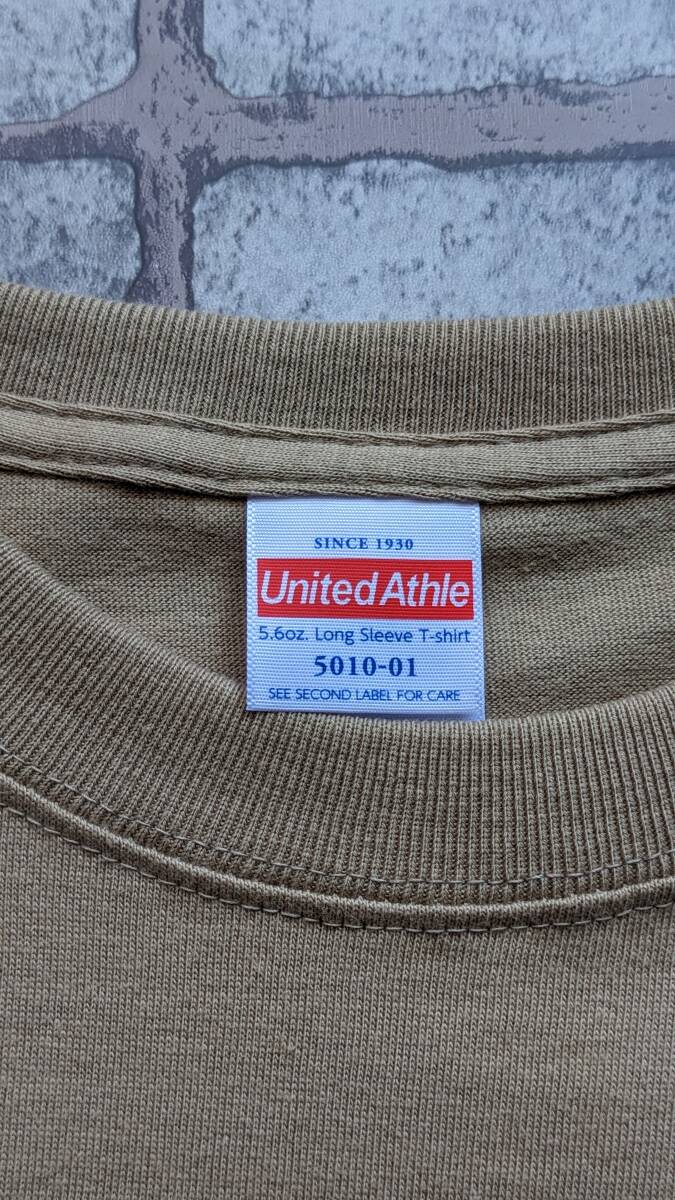 SINCE 1930
United Athle
5.6oz. Long Sleeve T-shirt
5010-01
SEE SECOND LABEL FOR CARE